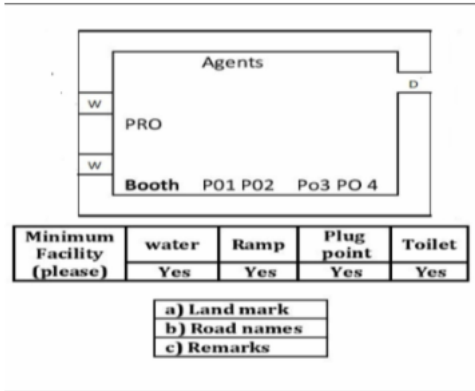 Agents
D
W
PRO
W
Booth P01 P02 Po3 PO 4
Minimum Facility (please) water Ramp Plug point Toilet
Yes Yes Yes Yes
a) Land mark
b) Road names
c) Remarks